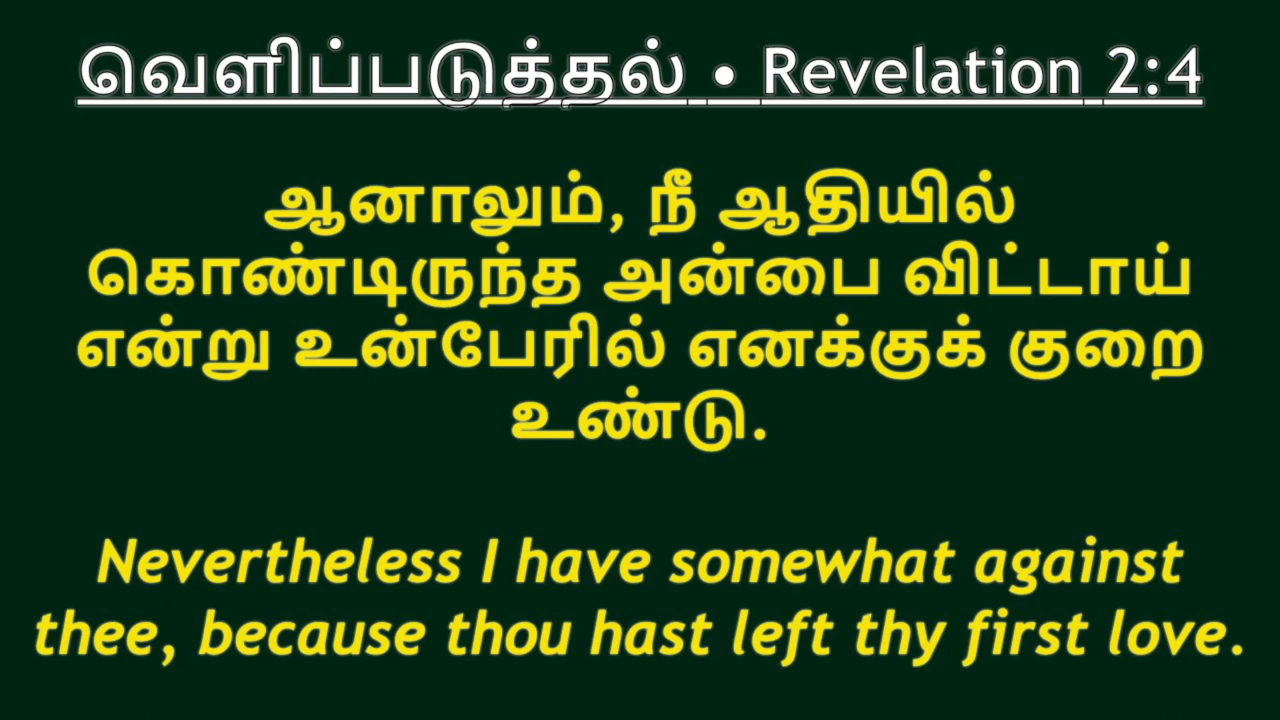 வெளிப்படுத்தல் • Revelation 2:4
ஆனாலும், நீ ஆதியில்
கொண்டிருந்த அன்பை விட்டாய்
என்று உன்பேரில் எனக்குக் குறை
உண்டு.
Nevertheless I have somewhat against
thee, because thou hast left thy first love.